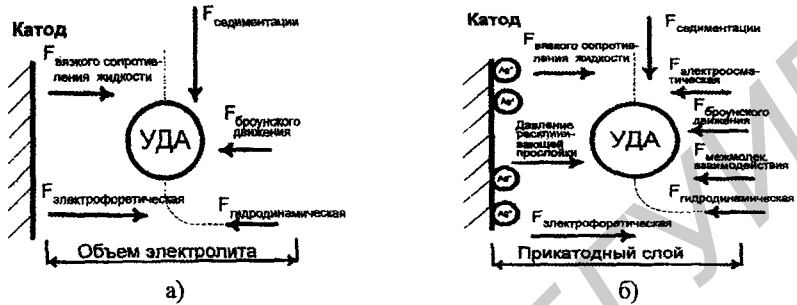 Катод
F седиментации
F вязкого сопротив-
ления жидкости
УДА
F броунского
движения
F электрофоретическая
F гидродинамическая
Объем электролита
а)
Катод
F седиментации
F вязкого сопротив-
ления жидкости
F электроосма-
тическая
F броунского
движения
УДА
Давление
расклини-
вающей
прослойки
F межмолек.
взаимодействия
F гидродинамическая
F электрофоретическая
Прикатодный слой
б)